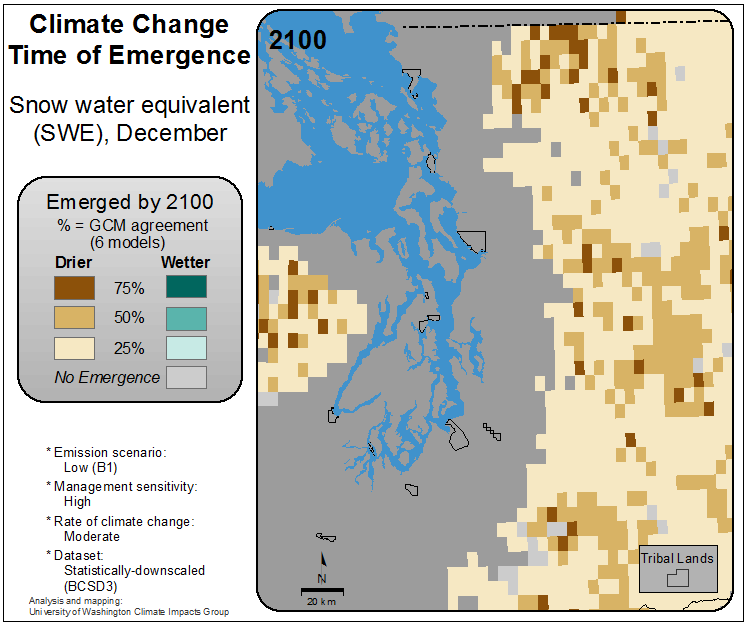 Climate Change
Time of Emergence
Snow water equivalent
(SWE), December
Emerged by 2100
% = GCM agreement
(6 models)
Drier Wetter
75%
50%
25%
No Emergence
* Emission scenario:
Low (B1)
* Management sensitivity:
High
* Rate of climate change:
Moderate
* Dataset:
Statistically-downscaled
(BCSD3)
Analysis and mapping:
University of Washington Climate Impacts Group
2100
N
20 km
Tribal Lands